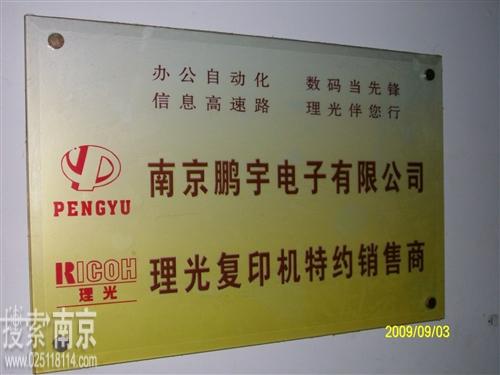 办公自动化 数码当先锋
信息高速路 理光伴您行
PENGYU 南京鹏宇电子有限公司
RICOH 理光复印机特约销售商
理光
搜索南京
www.025118114.com
2009/09/03